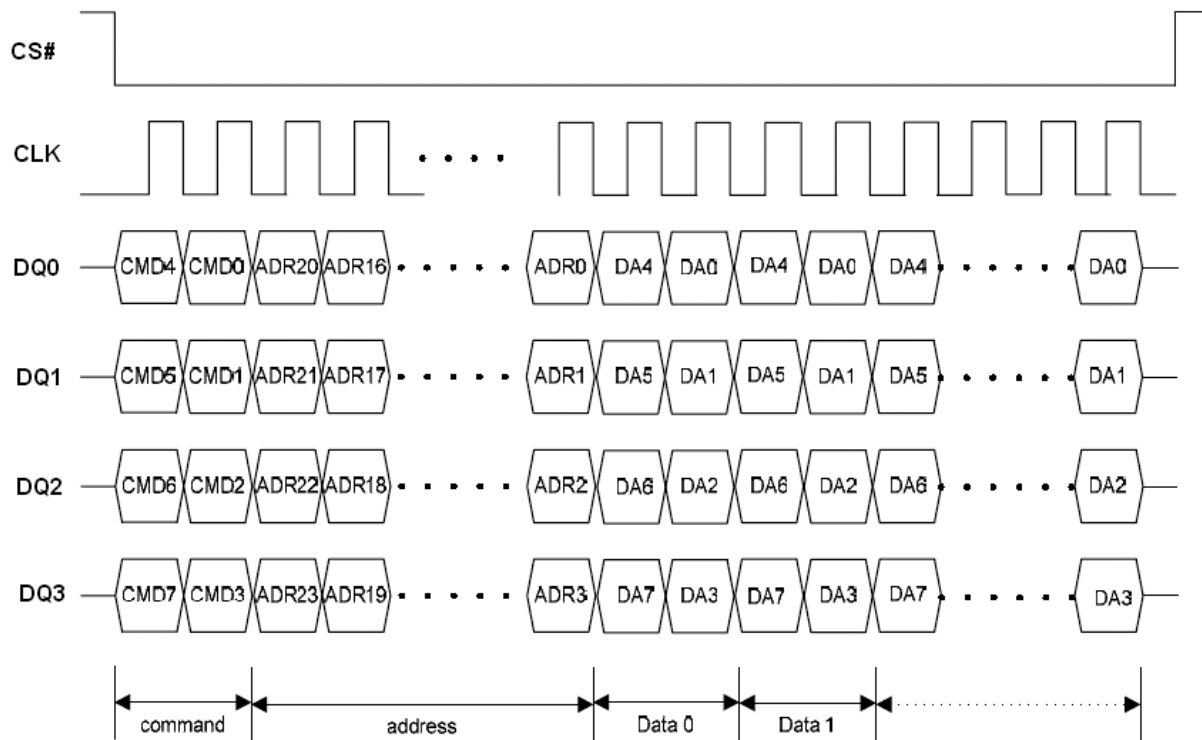 CS#
CLK
DQ0 CMD4 CMD0 ADR20 ADR16 ADR0 DA4 DA0 DA4 DA0 DA4 DA0
DQ1 CMD5 CMD1 ADR21 ADR17 ADR1 DA5 DA1 DA5 DA1 DA5 DA1
DQ2 CMD6 CMD2 ADR22 ADR18 ADR2 DA6 DA2 DA6 DA2 DA6 DA2
DQ3 CMD7 CMD3 ADR23 ADR19 ADR3 DA7 DA3 DA7 DA3 DA7 DA3
command address Data 0 Data 1